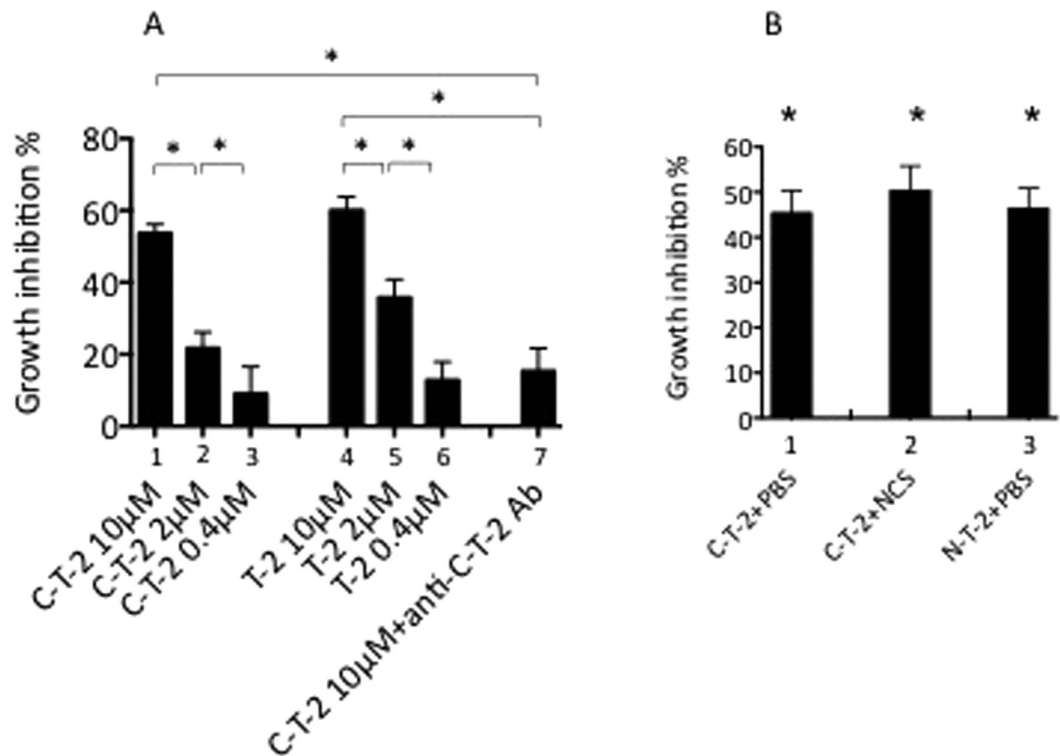 A
*
*
* *
* *
Growth inhibition %
80
60
40
20
0
1 2 3 4 5 6 7
C-T-2 10µM
C-T-2 2µM
C-T-2 0.4µM
T-2 10µM
T-2 2µM
T-2 0.4µM
C-T-2 10µM+anti-C-T-2 Ab
B
* * *
Growth inhibition %
60
50
40
30
20
10
0
1 2 3
C-T-2+PBS
C-T-2+NCS
N-T-2+PBS